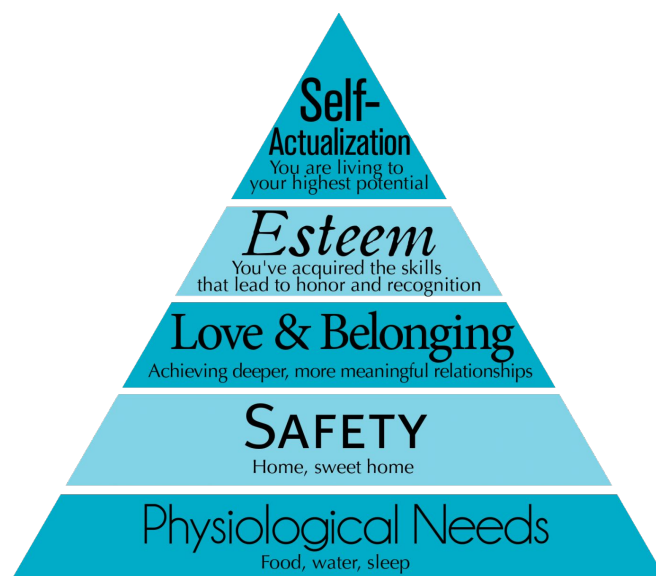 Self-
Actualization
You are living to
your highest potential
Esteem
You've acquired the skills
that lead to honor and recognition
Love & Belonging
Achieving deeper, more meaningful relationships
SAFETY
Home, sweet home
Physiological Needs
Food, water, sleep